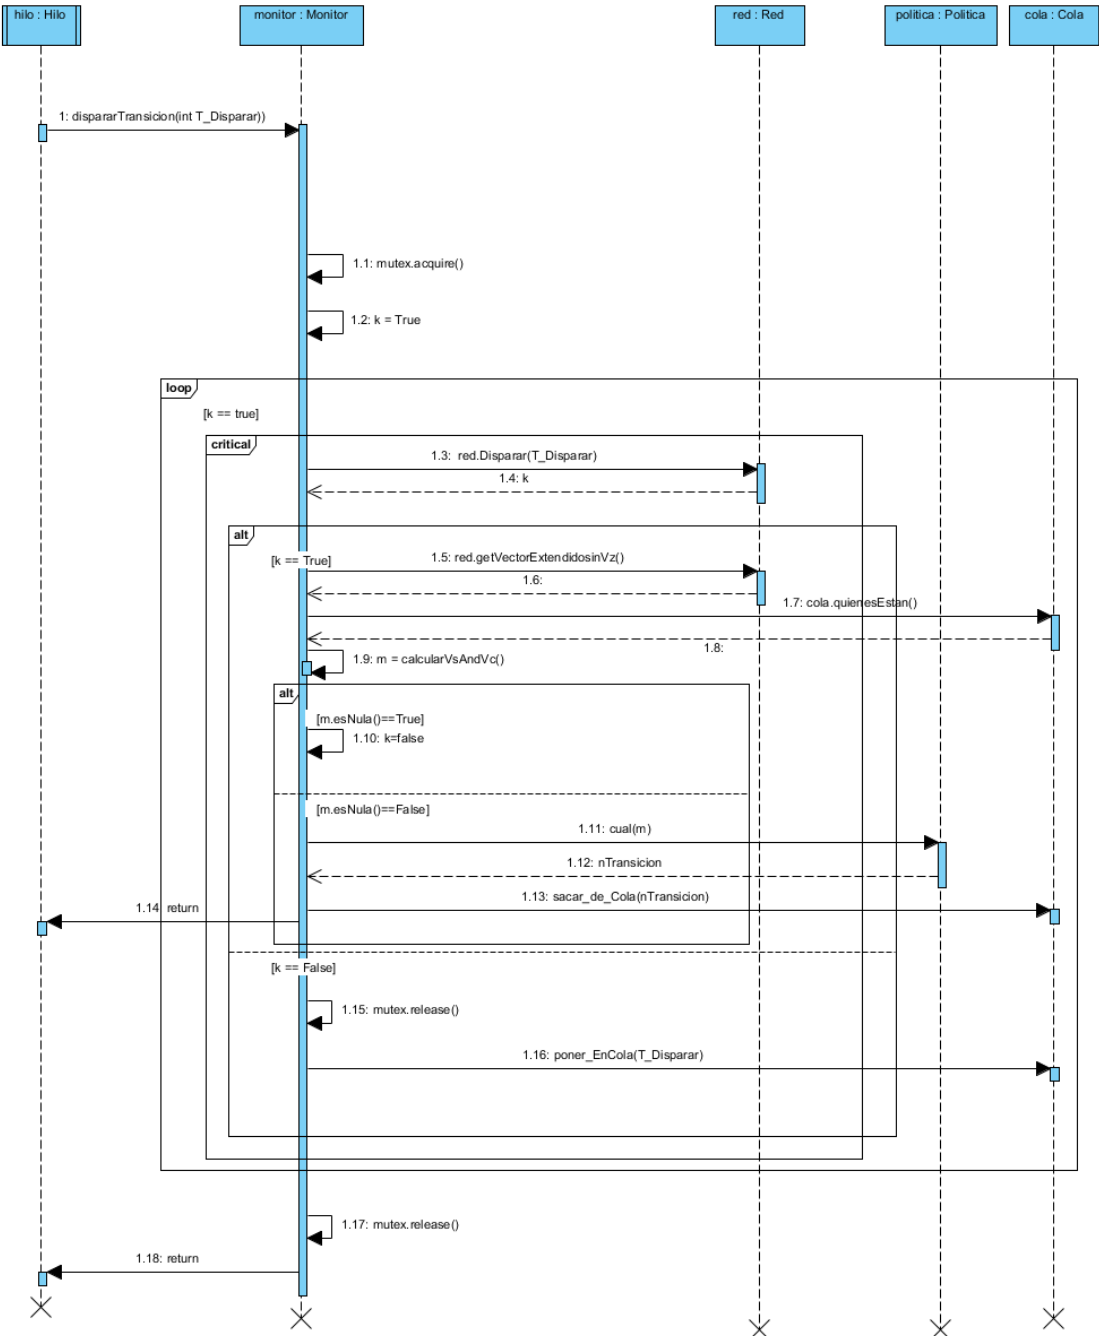 hilo : Hilo
monitor : Monitor
red : Red
politica : Politica
cola : Cola
1: dispararTransicion(int T_Disparar))
1.1: mutex.acquire()
1.2: k = True
loop
[k == true]
critical
1.3: red.Disparar(T_Disparar)
1.4: k
alt
[k == True]
1.5: red.getVectorExtendidosinVz()
1.6:
1.7: cola.quienesEstan()
1.8:
1.9: m = calcularVsAndVc()
alt
[m.esNula()==True]
1.10: k=false
[m.esNula()==False]
1.11: cual(m)
1.12: nTransicion
1.13: sacar_de_Cola(nTransicion)
1.14: return
[k == False]
1.15: mutex.release()
1.16: poner_EnCola(T_Disparar)
1.17: mutex.release()
1.18: return